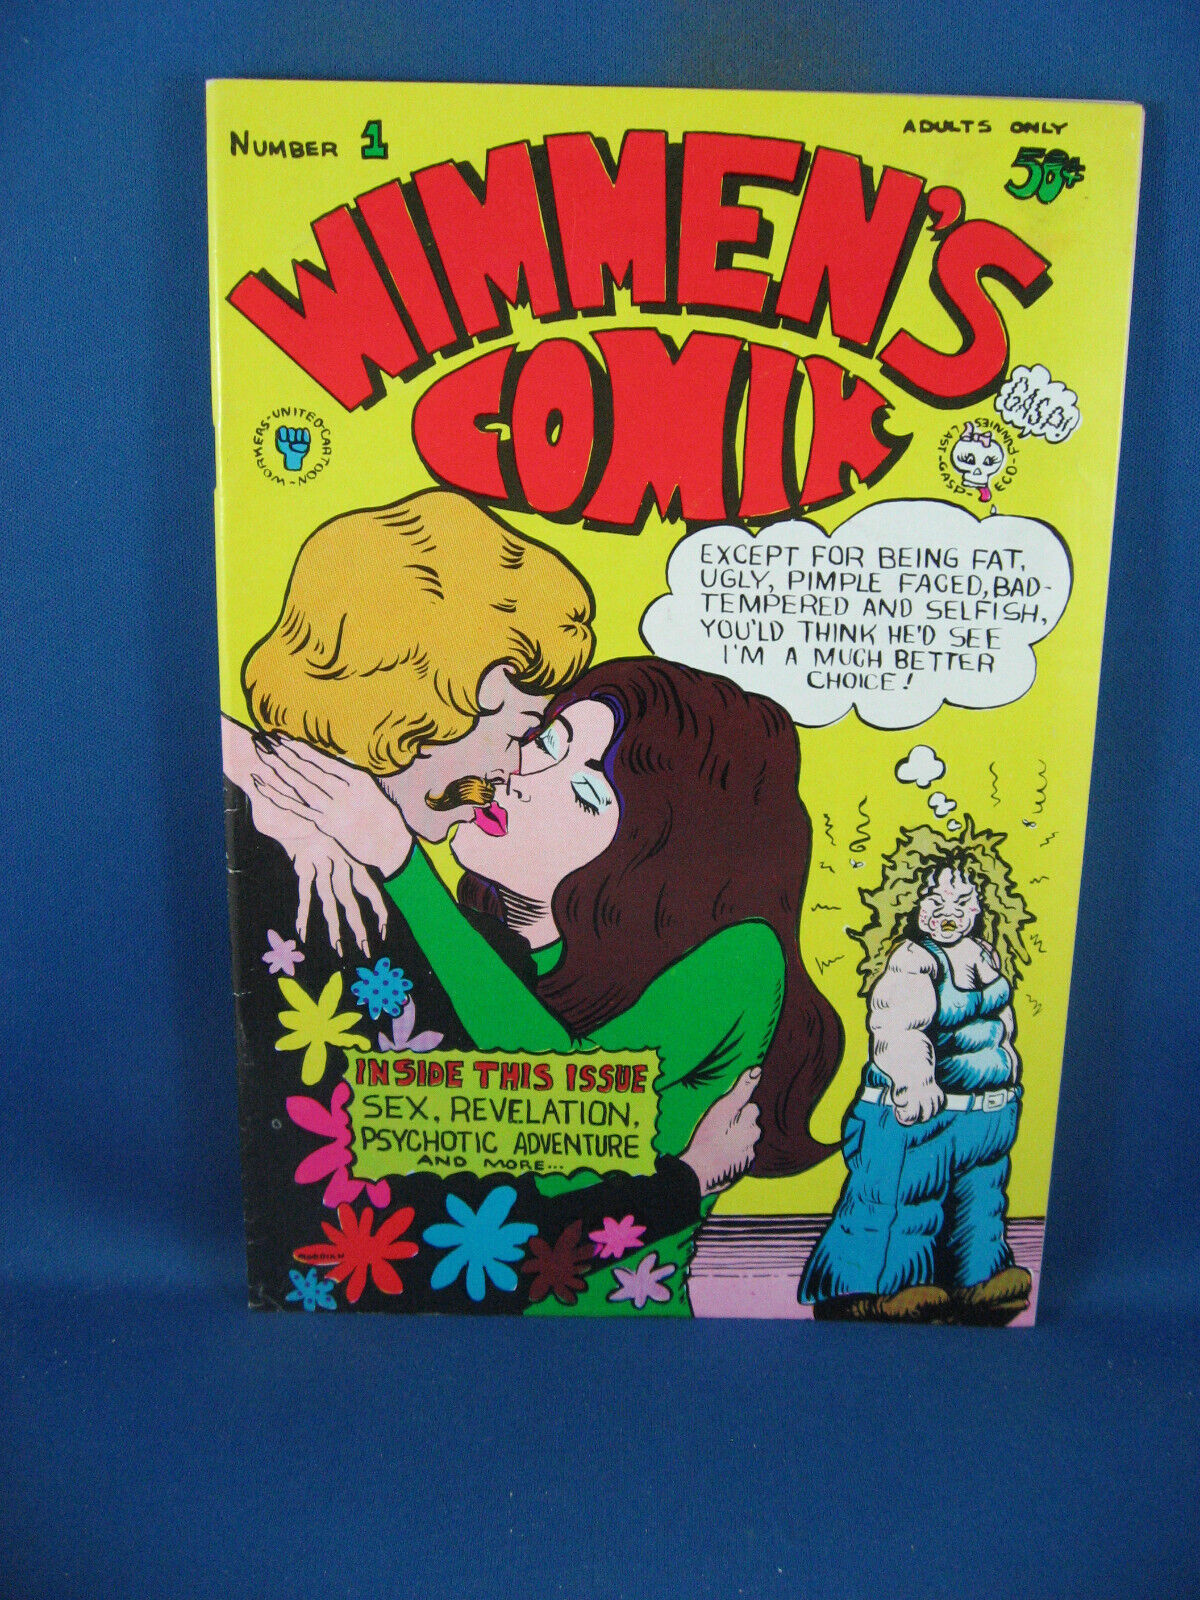 NUMBER 1
ADULTS ONLY
50¢
WIMMEN'S
COMIX
WORKERS-UNITED-CARTOON-
GASP!
LAST-GASP-ECO-FUNNIES
EXCEPT FOR BEING FAT,
UGLY, PIMPLE FACED, BAD-
TEMPERED AND SELFISH,
YOU'LD THINK HE'D SEE
I'M A MUCH BETTER
CHOICE!
INSIDE THIS ISSUE
SEX, REVELATION,
PSYCHOTIC ADVENTURE
AND MORE...
MOODIAN